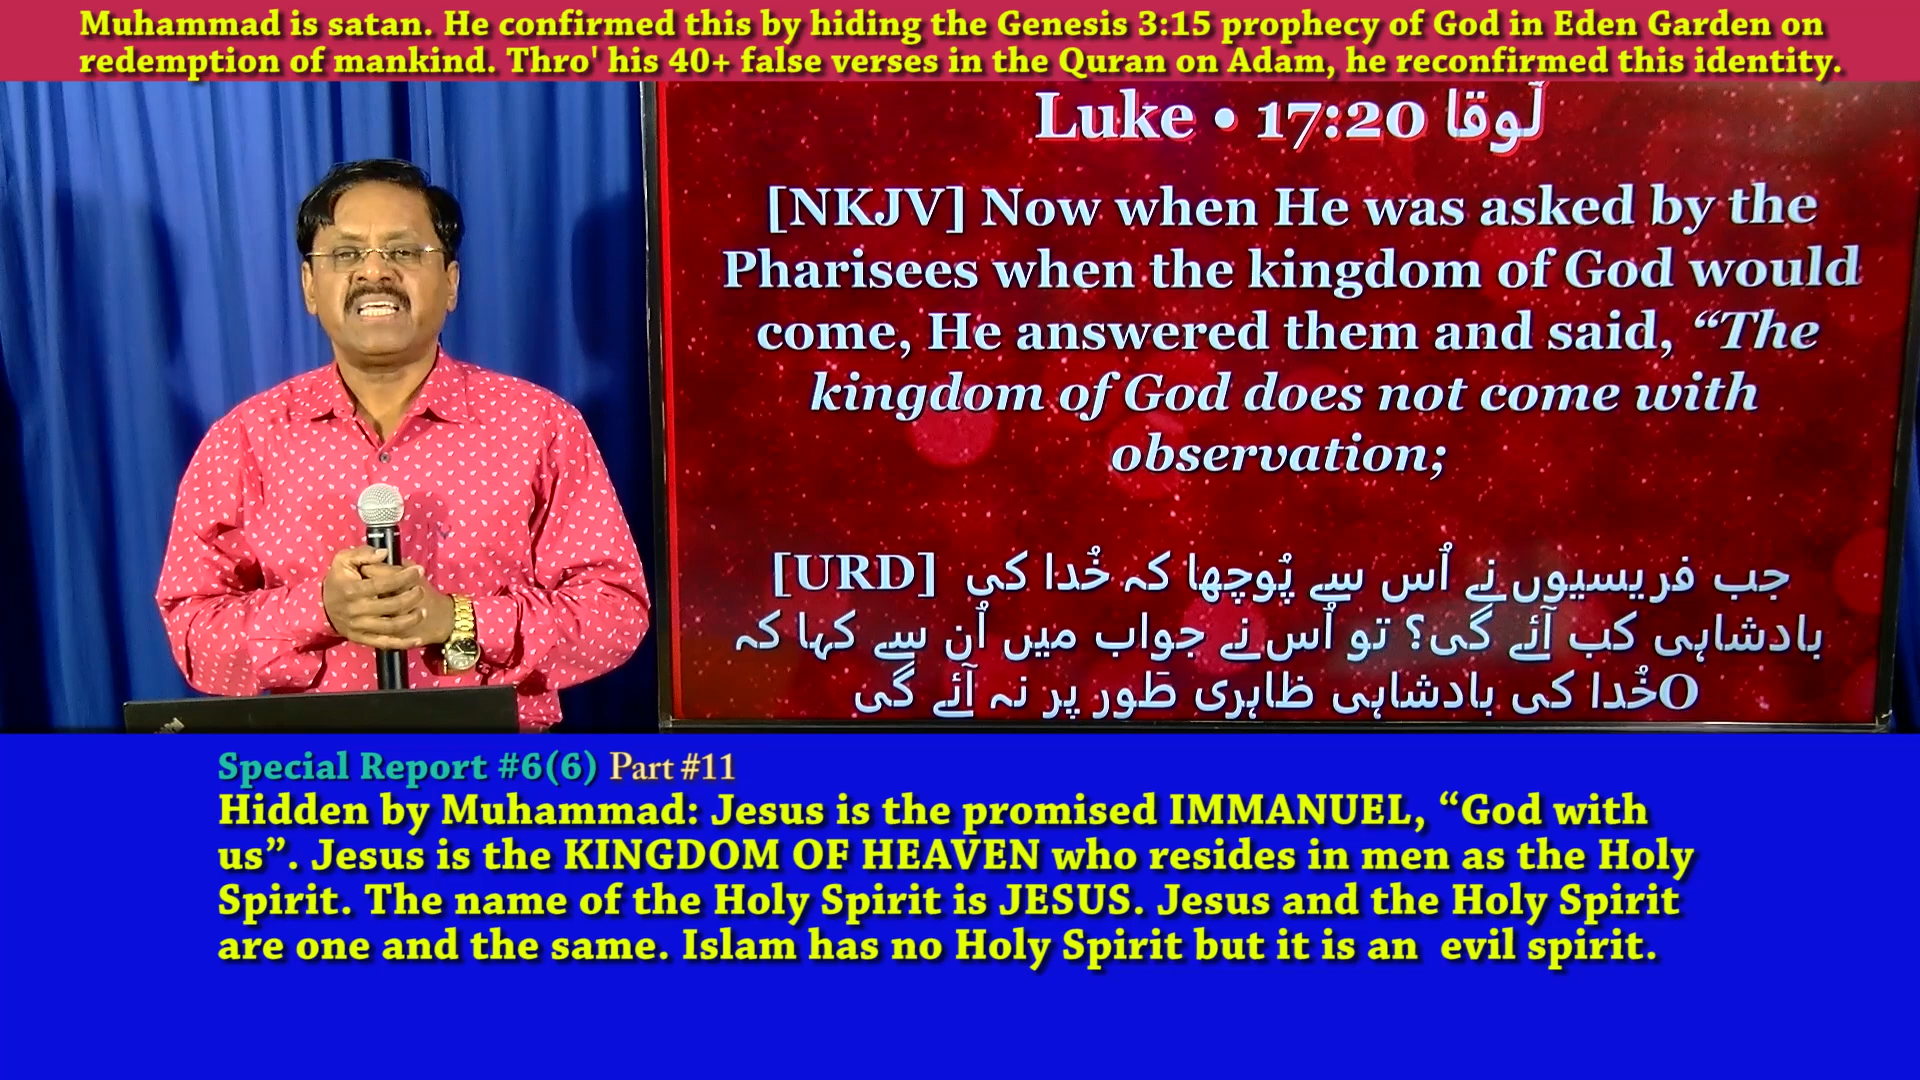 Muhammad is satan. He confirmed this by hiding the Genesis 3:15 prophecy of God in Eden Garden on
redemption of mankind. Thro' his 40+ false verses in the Quran on Adam, he reconfirmed this identity.
Luke • 17:20 لُوقا
[NKJV] Now when He was asked by the
Pharisees when the kingdom of God would
come, He answered them and said, “The
kingdom of God does not come with
observation;
[URD] جب فریسیوں نے اُس سے پُوچھا کہ خُدا کی
بادشاہی کب آئے گی؟ تو اُس نے جواب میں اُن سے کہا کہ
Oخُدا کی بادشاہی ظاہری طَور پر نہ آئے گی
Special Report #6(6) Part #11
Hidden by Muhammad: Jesus is the promised IMMANUEL, “God with
us”. Jesus is the KINGDOM OF HEAVEN who resides in men as the Holy
Spirit. The name of the Holy Spirit is JESUS. Jesus and the Holy Spirit
are one and the same. Islam has no Holy Spirit but it is an evil spirit.